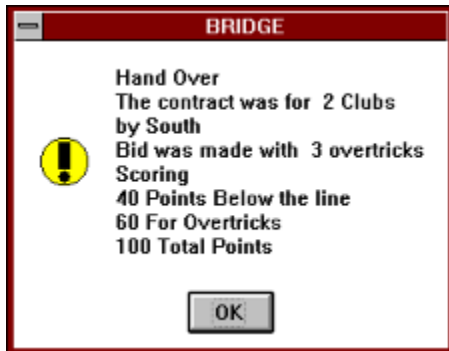 BRIDGE
Hand Over
The contract was for 2 Clubs
by South
Bid was made with 3 overtricks
Scoring
40 Points Below the line
60 For Overtricks
100 Total Points
OK